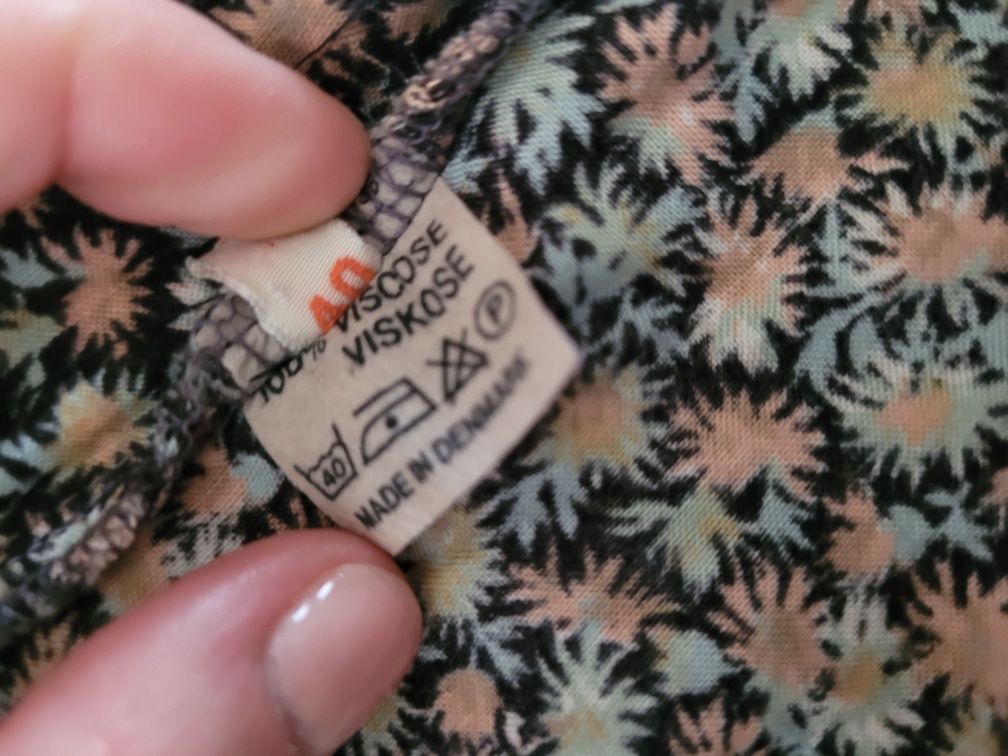 40
100% VISCOSE
VISKOSE
40
P
MADE IN DENMARK